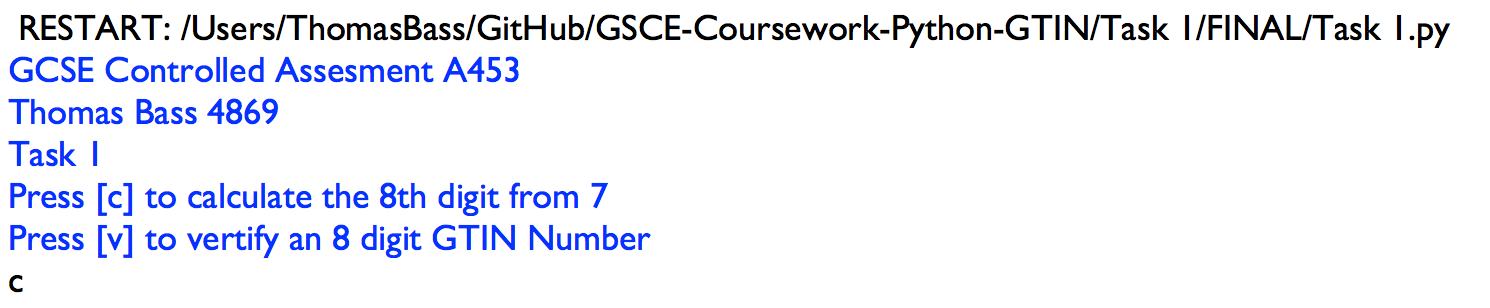 RESTART: /Users/ThomasBass/GitHub/GSCE-Coursework-Python-GTIN/Task 1/FINAL/Task 1.py
GCSE Controlled Assesment A453
Thomas Bass 4869
Task 1
Press [c] to calculate the 8th digit from 7
Press [v] to vertify an 8 digit GTIN Number
c